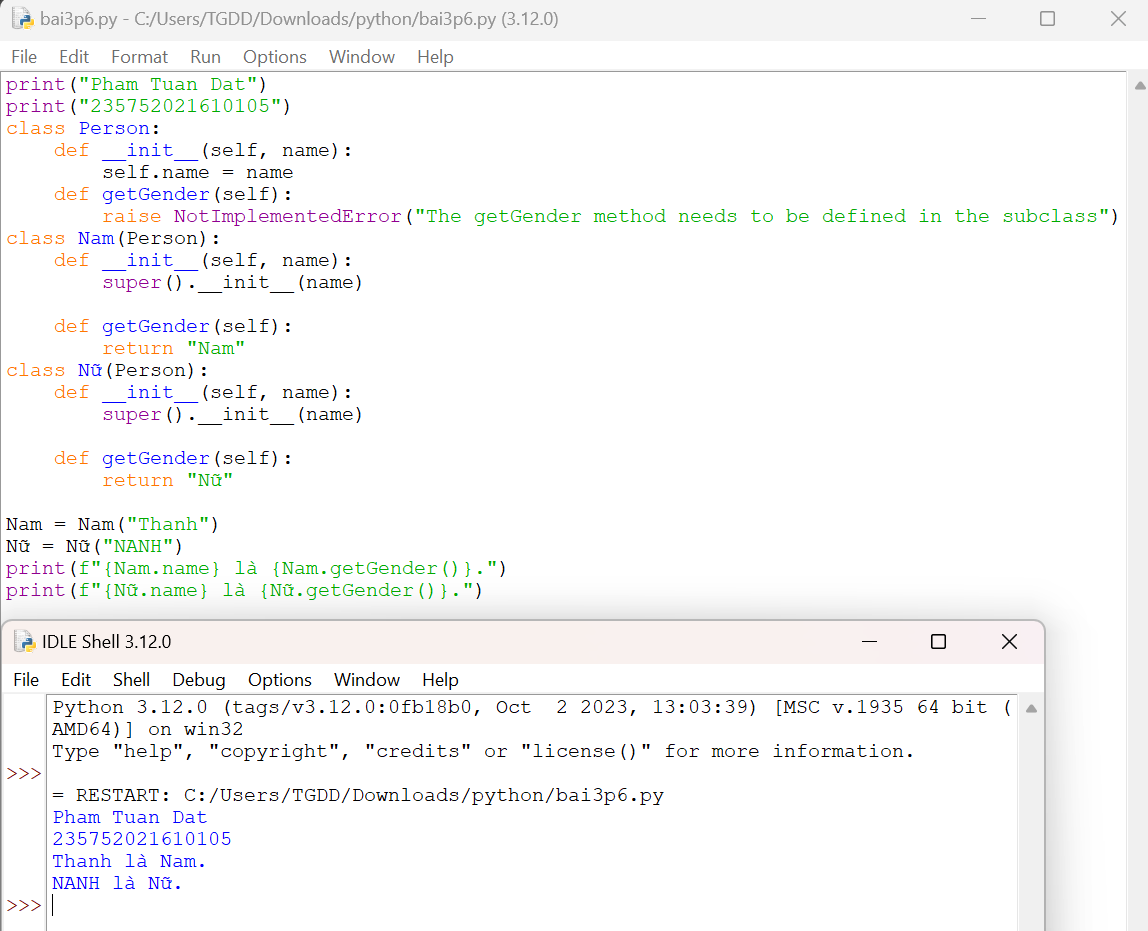 bai3p6.py - C:/Users/TGDD/Downloads/python/bai3p6.py (3.12.0)
File Edit Format Run Options Window Help
print("Pham Tuan Dat")
print("235752021610105")
class Person:
    def __init__(self, name):
        self.name = name
    def getGender(self):
        raise NotImplementedError("The getGender method needs to be defined in the subclass")
class Nam(Person):
    def __init__(self, name):
        super().__init__(name)

    def getGender(self):
        return "Nam"
class Nữ(Person):
    def __init__(self, name):
        super().__init__(name)

    def getGender(self):
        return "Nữ"

Nam = Nam("Thanh")
Nữ = Nữ("NANH")
print(f"{Nam.name} là {Nam.getGender()}.")
print(f"{Nữ.name} là {Nữ.getGender()}.")
IDLE Shell 3.12.0
File Edit Shell Debug Options Window Help
Python 3.12.0 (tags/v3.12.0:0fb18b0, Oct  2 2023, 13:03:39) [MSC v.1935 64 bit (
AMD64)] on win32
Type "help", "copyright", "credits" or "license()" for more information.
>>>
= RESTART: C:/Users/TGDD/Downloads/python/bai3p6.py
Pham Tuan Dat
235752021610105
Thanh là Nam.
NANH là Nữ.
>>>